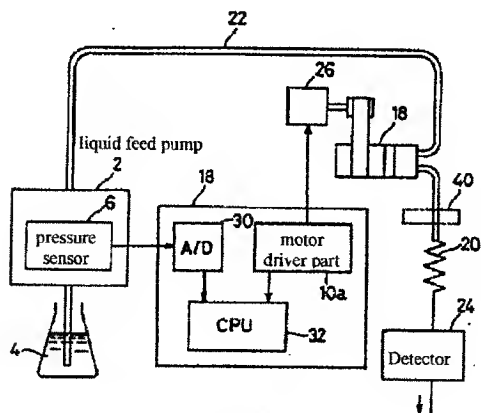 22
26
18
liquid feed pump
2
40
6
18
pressure
sensor
30
A/D
motor
driver part
10a
20
CPU
32
24
4
Detector